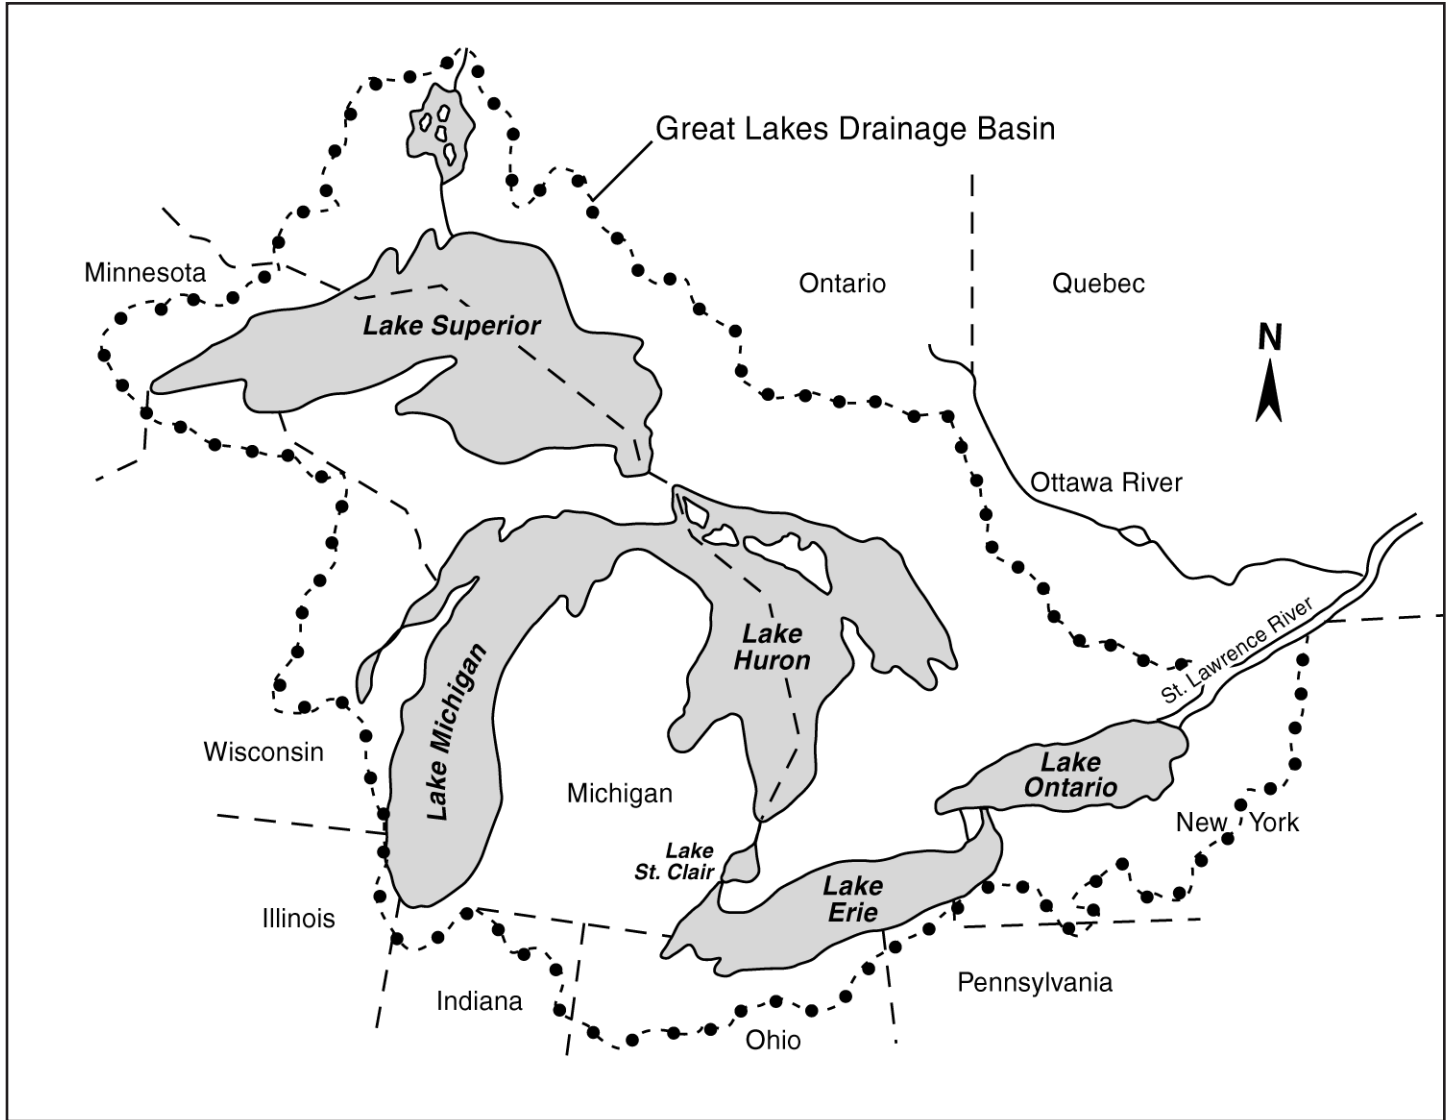 Great Lakes Drainage Basin
Minnesota
Ontario
Quebec
Lake Superior
N
Ottawa River
St. Lawrence River
Lake
Huron
Lake Michigan
Wisconsin
Michigan
Lake
Ontario
New York
Lake
St. Clair
Lake
Erie
Illinois
Indiana
Pennsylvania
Ohio